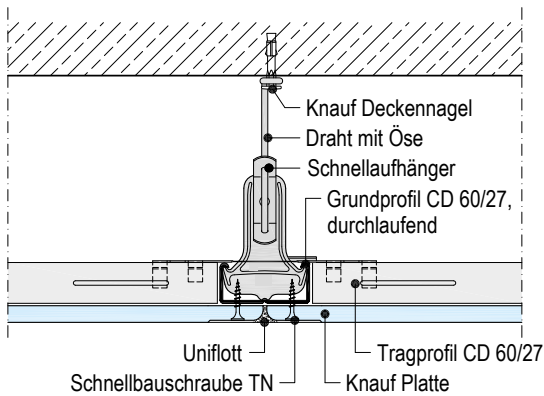 Knauf Deckennagel
Draht mit Öse
Schnellaufhänger
Grundprofil CD 60/27,
durchlaufend
Uniflott
Tragprofil CD 60/27
Schnellbauschraube TN
Knauf Platte